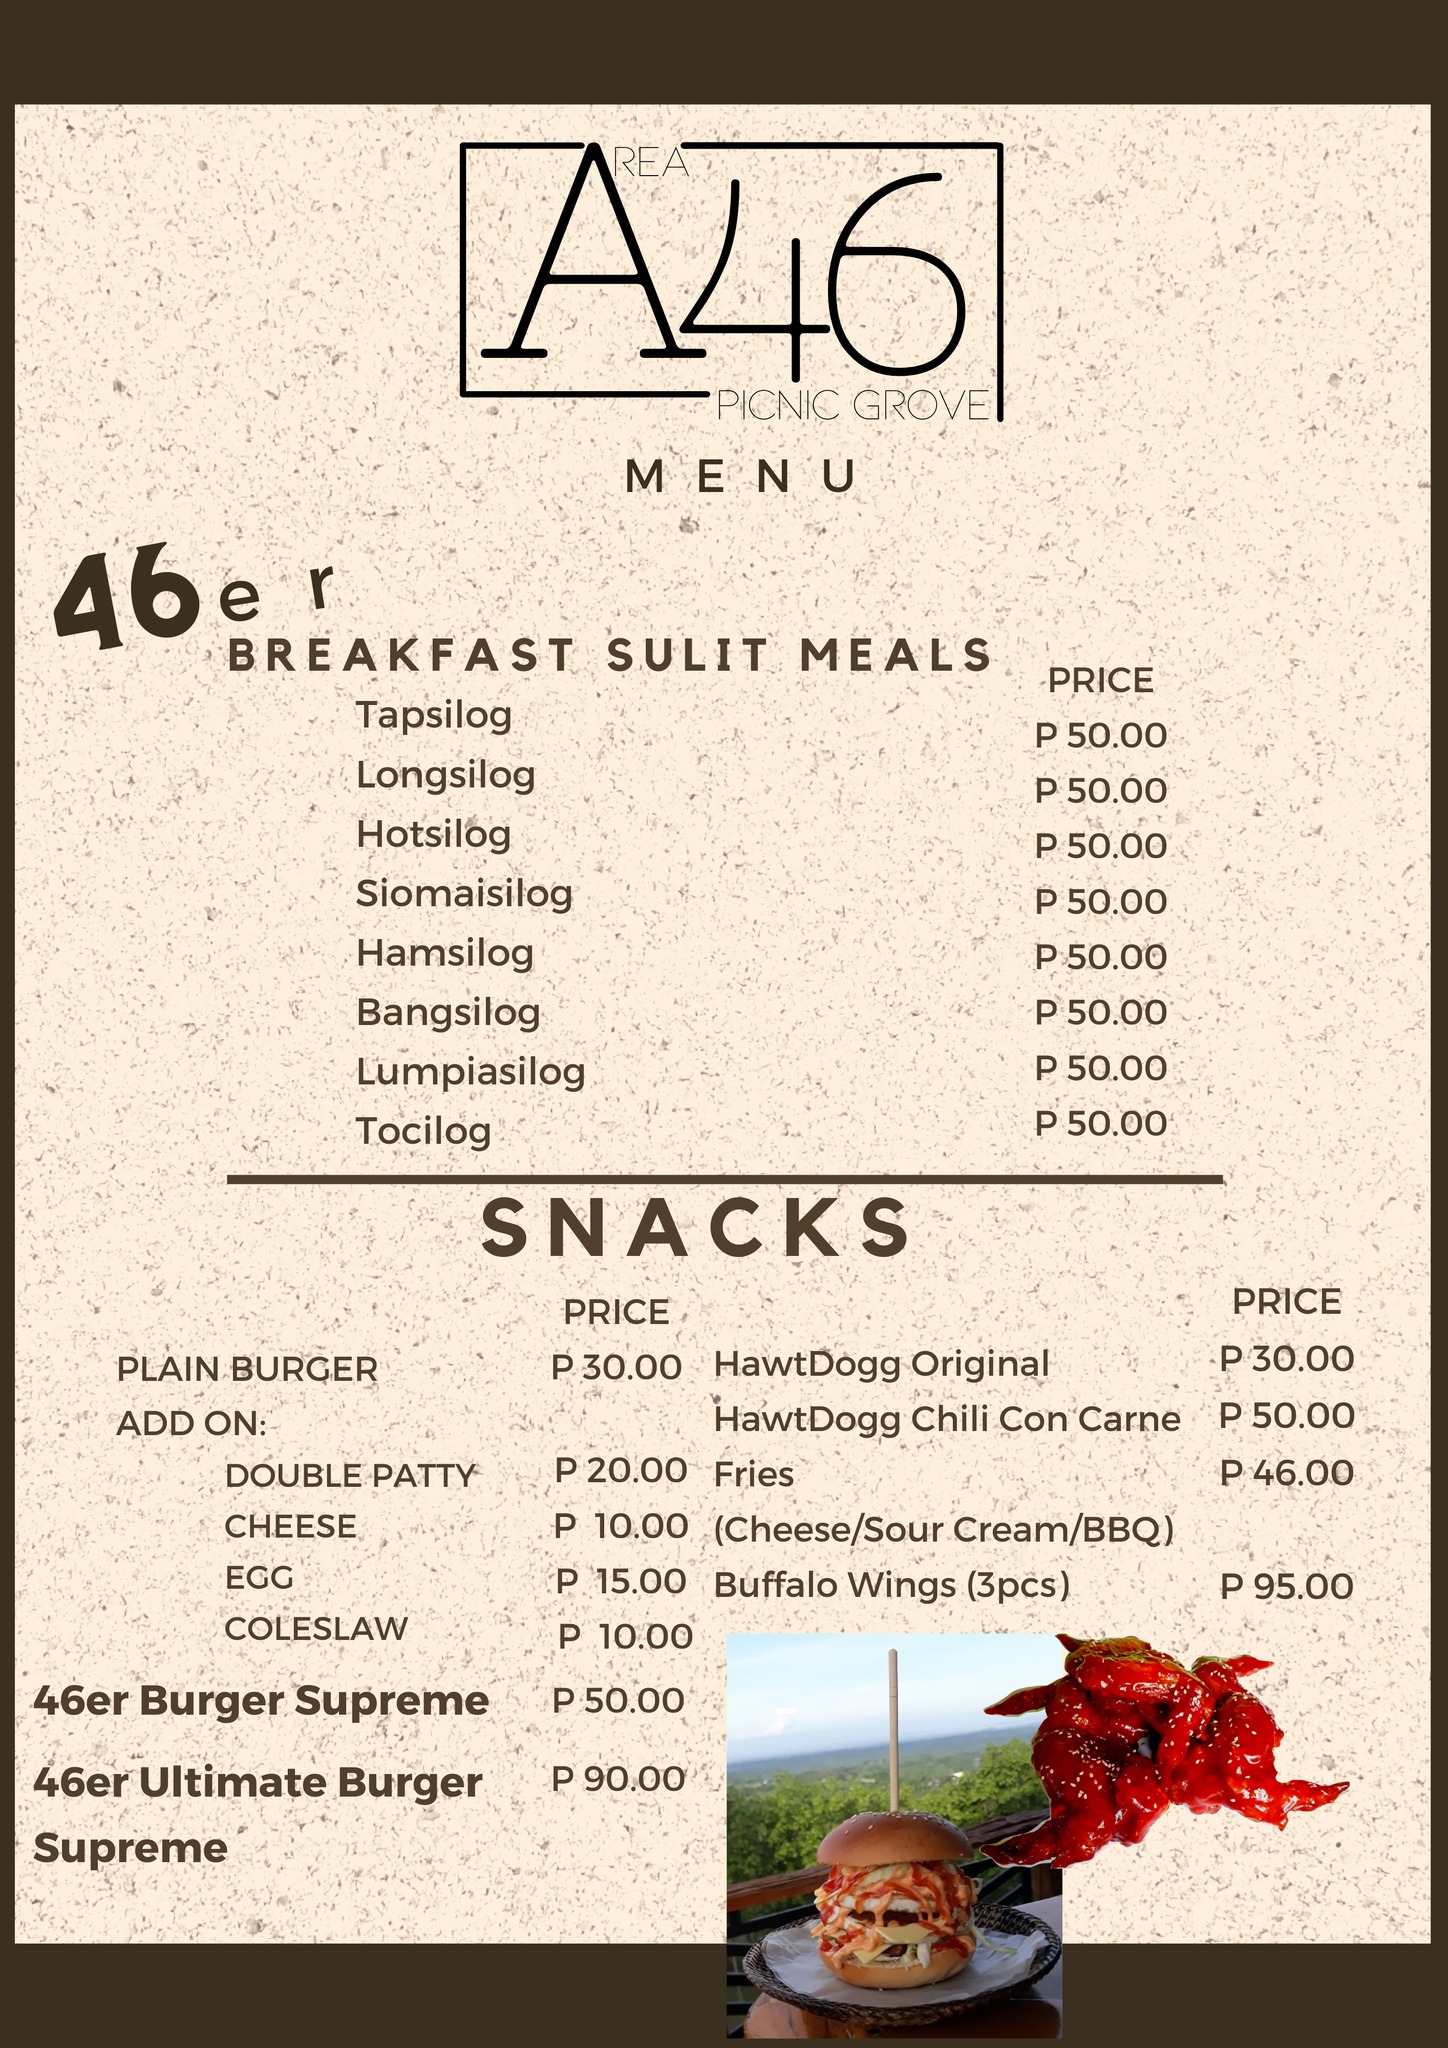 AREA
A46
PICNIC GROVE
MENU
46er
BREAKFAST SULIT MEALS
PRICE
Tapsilog P 50.00
Longsilog P 50.00
Hotsilog P 50.00
Siomaisilog P 50.00
Hamsilog P 50.00
Bangsilog P 50.00
Lumpiasilog P 50.00
Tocilog P 50.00
SNACKS
PRICE
PLAIN BURGER P 30.00
ADD ON:
DOUBLE PATTY P 20.00
CHEESE P 10.00
EGG P 15.00
COLESLAW P 10.00
46er Burger Supreme P 50.00
46er Ultimate Burger P 90.00
Supreme
PRICE
HawtDogg Original P 30.00
HawtDogg Chili Con Carne P 50.00
Fries P 46.00
(Cheese/Sour Cream/BBQ)
Buffalo Wings (3pcs) P 95.00